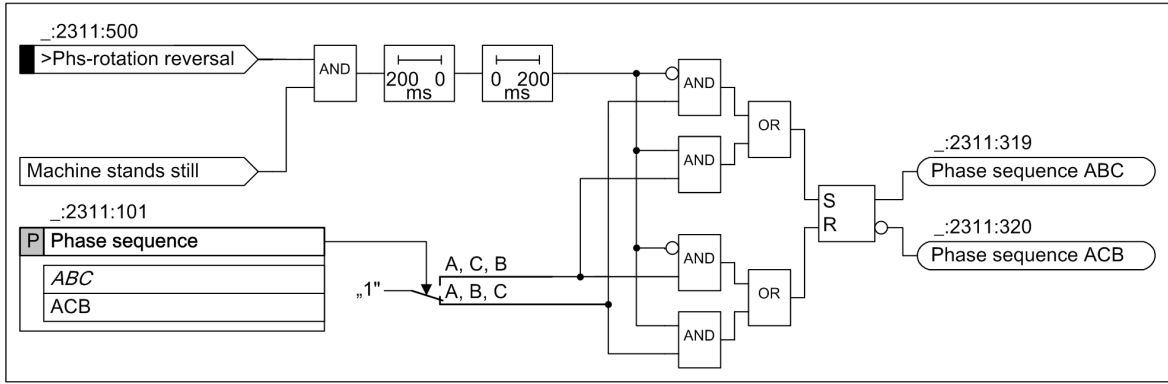 _:2311:500
>Phs-rotation reversal
AND
200 0
ms
0 200
ms
AND
OR
Machine stands still
AND
_:2311:319
Phase sequence ABC
S
R
_:2311:101
P Phase sequence
_:2311:320
Phase sequence ACB
AND
A, C, B
ABC
„1"
A, B, C
OR
ACB
AND